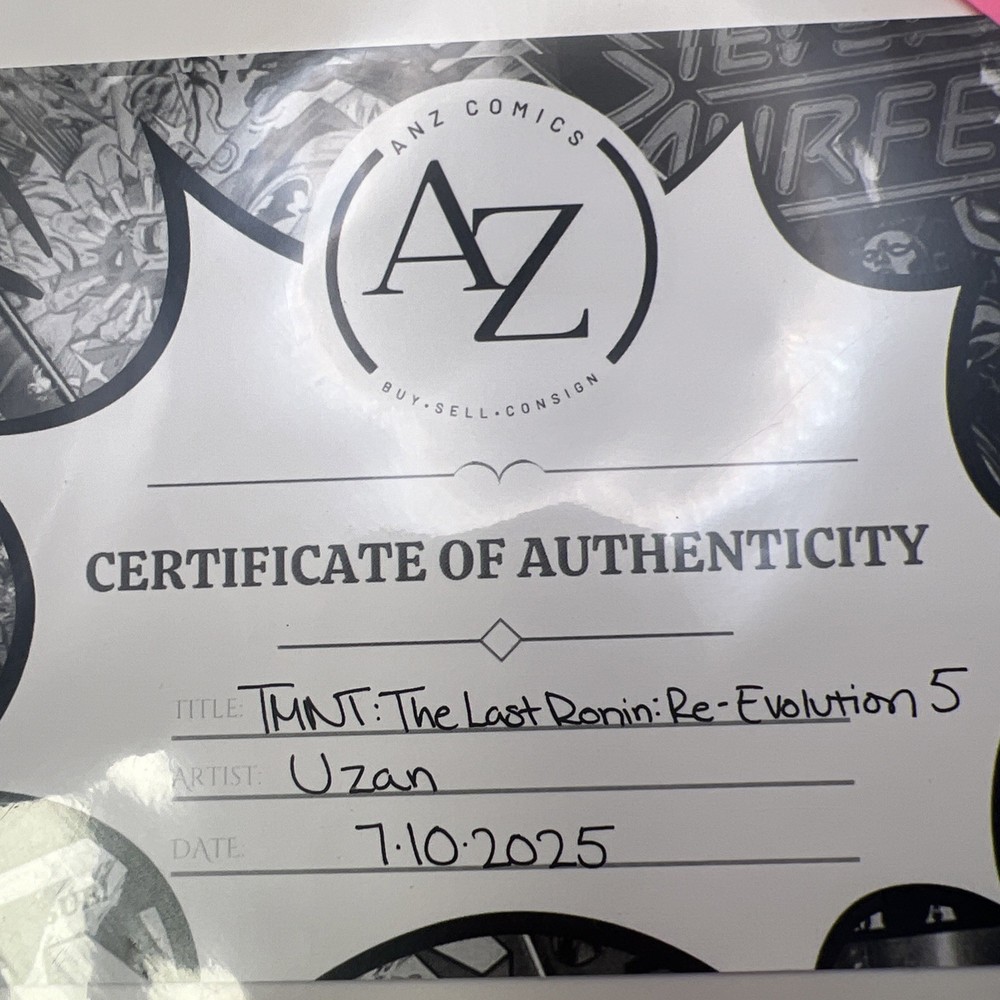 ANZ COMICS
AZ
BUY·SELL·CONSIGN
CERTIFICATE OF AUTHENTICITY
TITLE: TMNT: The Last Ronin: Re-Evolution 5
ARTIST: Uzan
DATE: 7·10·2025